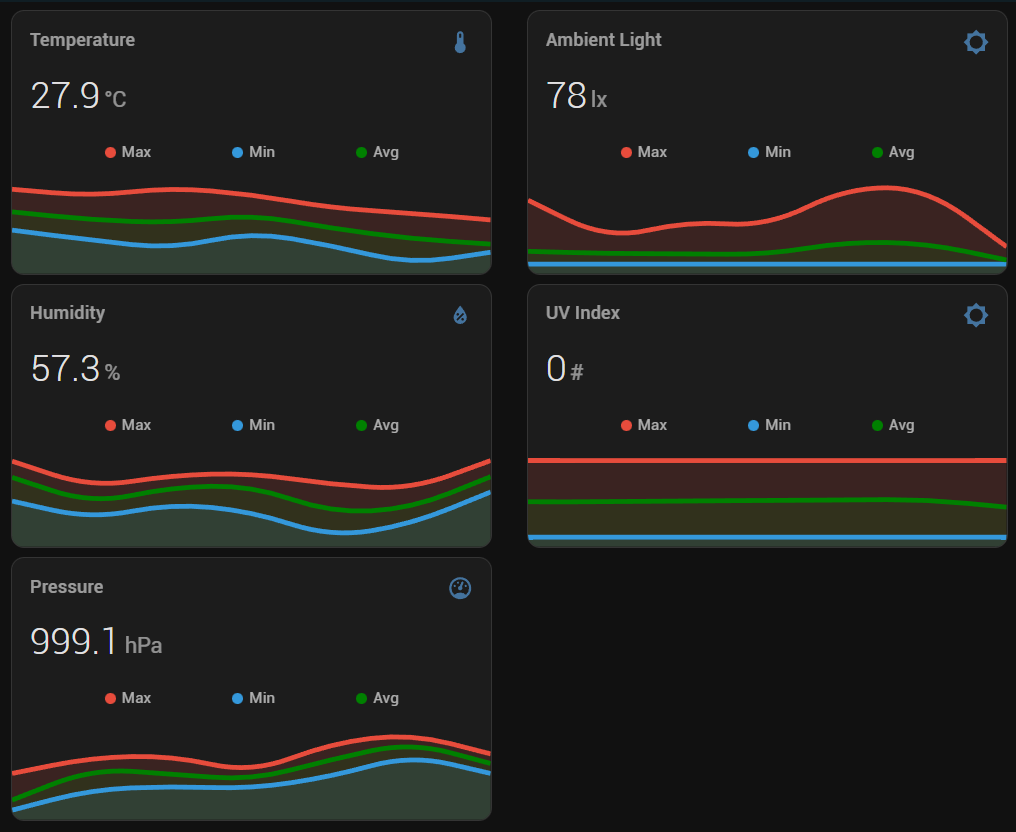 Temperature
27.9 °C
Max Min Avg
Ambient Light
78 lx
Max Min Avg
Humidity
57.3 %
Max Min Avg
UV Index
0 #
Max Min Avg
Pressure
999.1 hPa
Max Min Avg